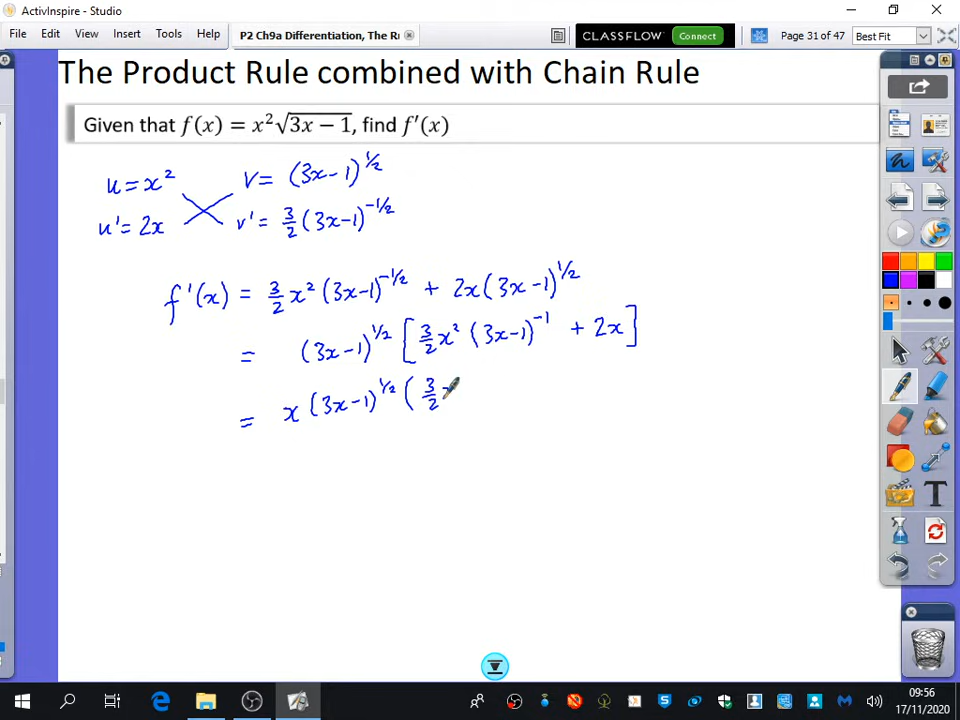 ActivInspire - Studio
File Edit View Insert Tools Help P2 Ch9a Differentiation, The Ru CLASSFLOW Connect Page 31 of 47 Best Fit
The Product Rule combined with Chain Rule
Given that f(x) = x²√(3x − 1), find f′(x)
u = x² v = (3x-1)^1/2
u' = 2x v' = 3/2 (3x-1)^-1/2
f'(x) = 3/2 x² (3x-1)^-1/2 + 2x(3x-1)^1/2
= (3x-1)^1/2 [ 3/2 x² (3x-1)^-1 + 2x ]
= x (3x-1)^1/2 ( 3/2
T
09:56
17/11/2020